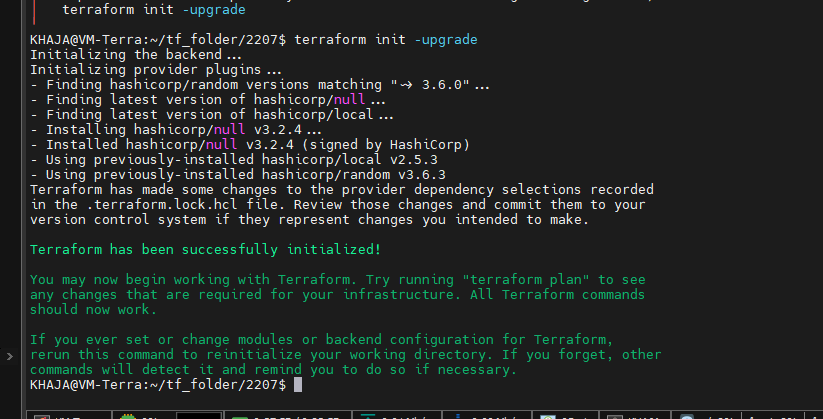 terraform init -upgrade
KHAJA@VM-Terra:~/tf_folder/2207$ terraform init -upgrade
Initializing the backend...
Initializing provider plugins...
- Finding hashicorp/random versions matching "~> 3.6.0"...
- Finding latest version of hashicorp/null...
- Finding latest version of hashicorp/local...
- Installing hashicorp/null v3.2.4...
- Installed hashicorp/null v3.2.4 (signed by HashiCorp)
- Using previously-installed hashicorp/local v2.5.3
- Using previously-installed hashicorp/random v3.6.3
Terraform has made some changes to the provider dependency selections recorded
in the .terraform.lock.hcl file. Review those changes and commit them to your
version control system if they represent changes you intended to make.
Terraform has been successfully initialized!
You may now begin working with Terraform. Try running "terraform plan" to see
any changes that are required for your infrastructure. All Terraform commands
should now work.
If you ever set or change modules or backend configuration for Terraform,
rerun this command to reinitialize your working directory. If you forget, other
commands will detect it and remind you to do so if necessary.
KHAJA@VM-Terra:~/tf_folder/2207$